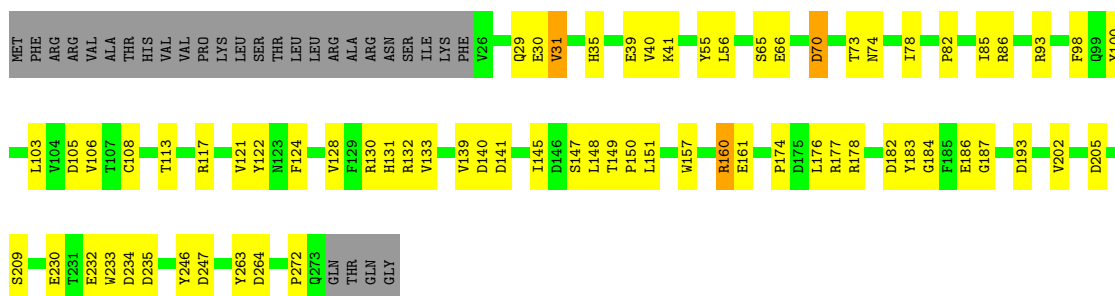 MET PHE ARG ARG VAL ALA THR HIS VAL VAL PRO LYS LEU SER THR LEU LEU ARG ALA ARG ASN SER ILE LYS PHE V26 Q29 E30 V31 H35 E39 V40 K41 Y55 L56 S65 E66 D70 T73 N74 I78 P82 I85 R86 R93 F98 Q99 Y100
L103 V104 D105 V106 T107 C108 T113 R117 V121 Y122 N123 F124 V128 F129 R130 H131 R132 V133 V139 D140 D141 I145 D146 S147 L148 T149 P150 L151 W157 R160 E161 P174 D175 L176 R177 R178 D182 Y183 G184 F185 E186 G187 D193 V202 D205
S209 E230 T231 E232 W233 D234 D235 Y246 D247 Y263 D264 P272 Q273 GLN THR GLN GLY